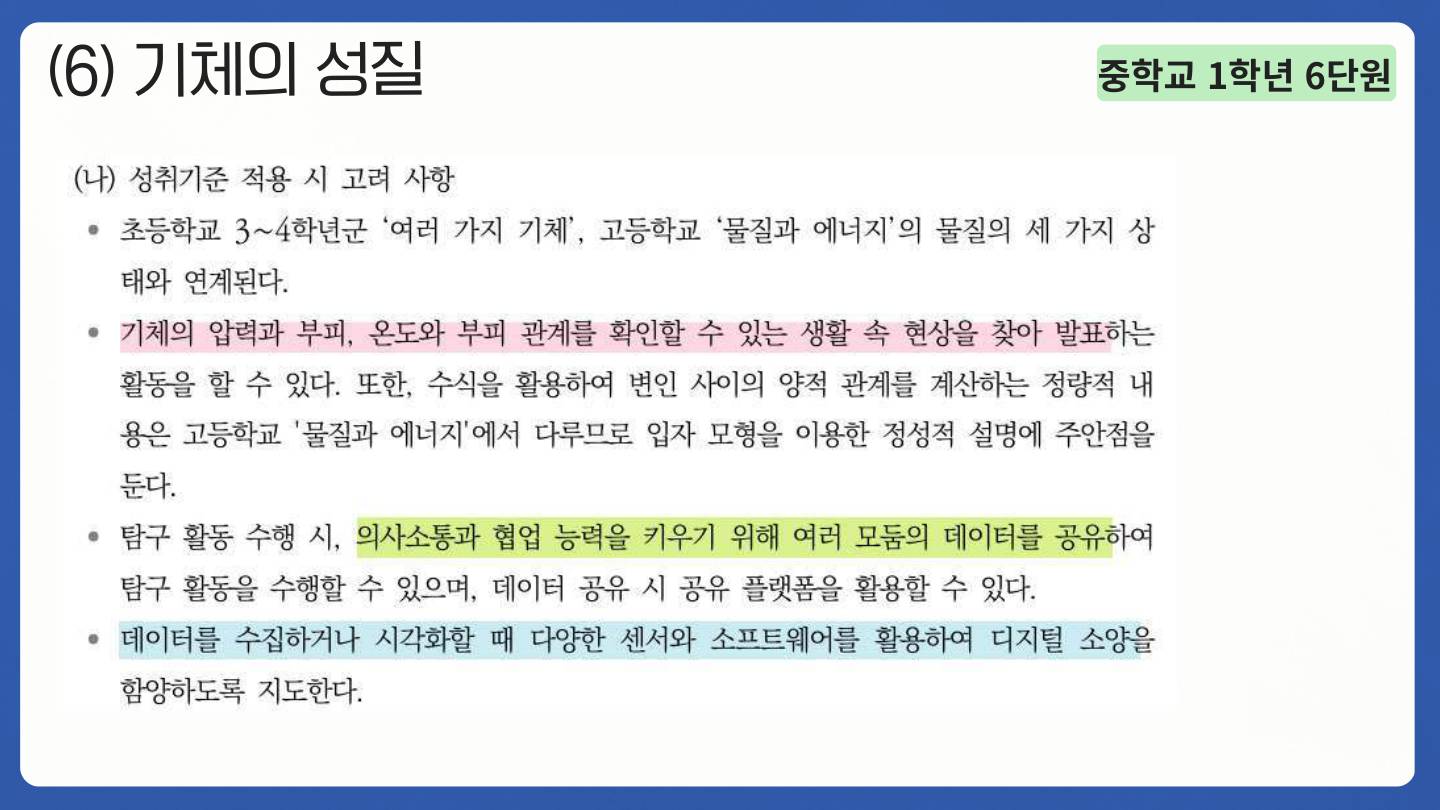 (6) 기체의 성질
중학교 1학년 6단원
(나) 성취기준 적용 시 고려 사항
• 초등학교 3~4학년군 ‘여러 가지 기체’, 고등학교 ‘물질과 에너지’의 물질의 세 가지 상
태와 연계된다.
• 기체의 압력과 부피, 온도와 부피 관계를 확인할 수 있는 생활 속 현상을 찾아 발표하는
활동을 할 수 있다. 또한, 수식을 활용하여 변인 사이의 양적 관계를 계산하는 정량적 내
용은 고등학교 '물질과 에너지'에서 다루므로 입자 모형을 이용한 정성적 설명에 주안점을
둔다.
• 탐구 활동 수행 시, 의사소통과 협업 능력을 키우기 위해 여러 모둠의 데이터를 공유하여
탐구 활동을 수행할 수 있으며, 데이터 공유 시 공유 플랫폼을 활용할 수 있다.
• 데이터를 수집하거나 시각화할 때 다양한 센서와 소프트웨어를 활용하여 디지털 소양을
함양하도록 지도한다.